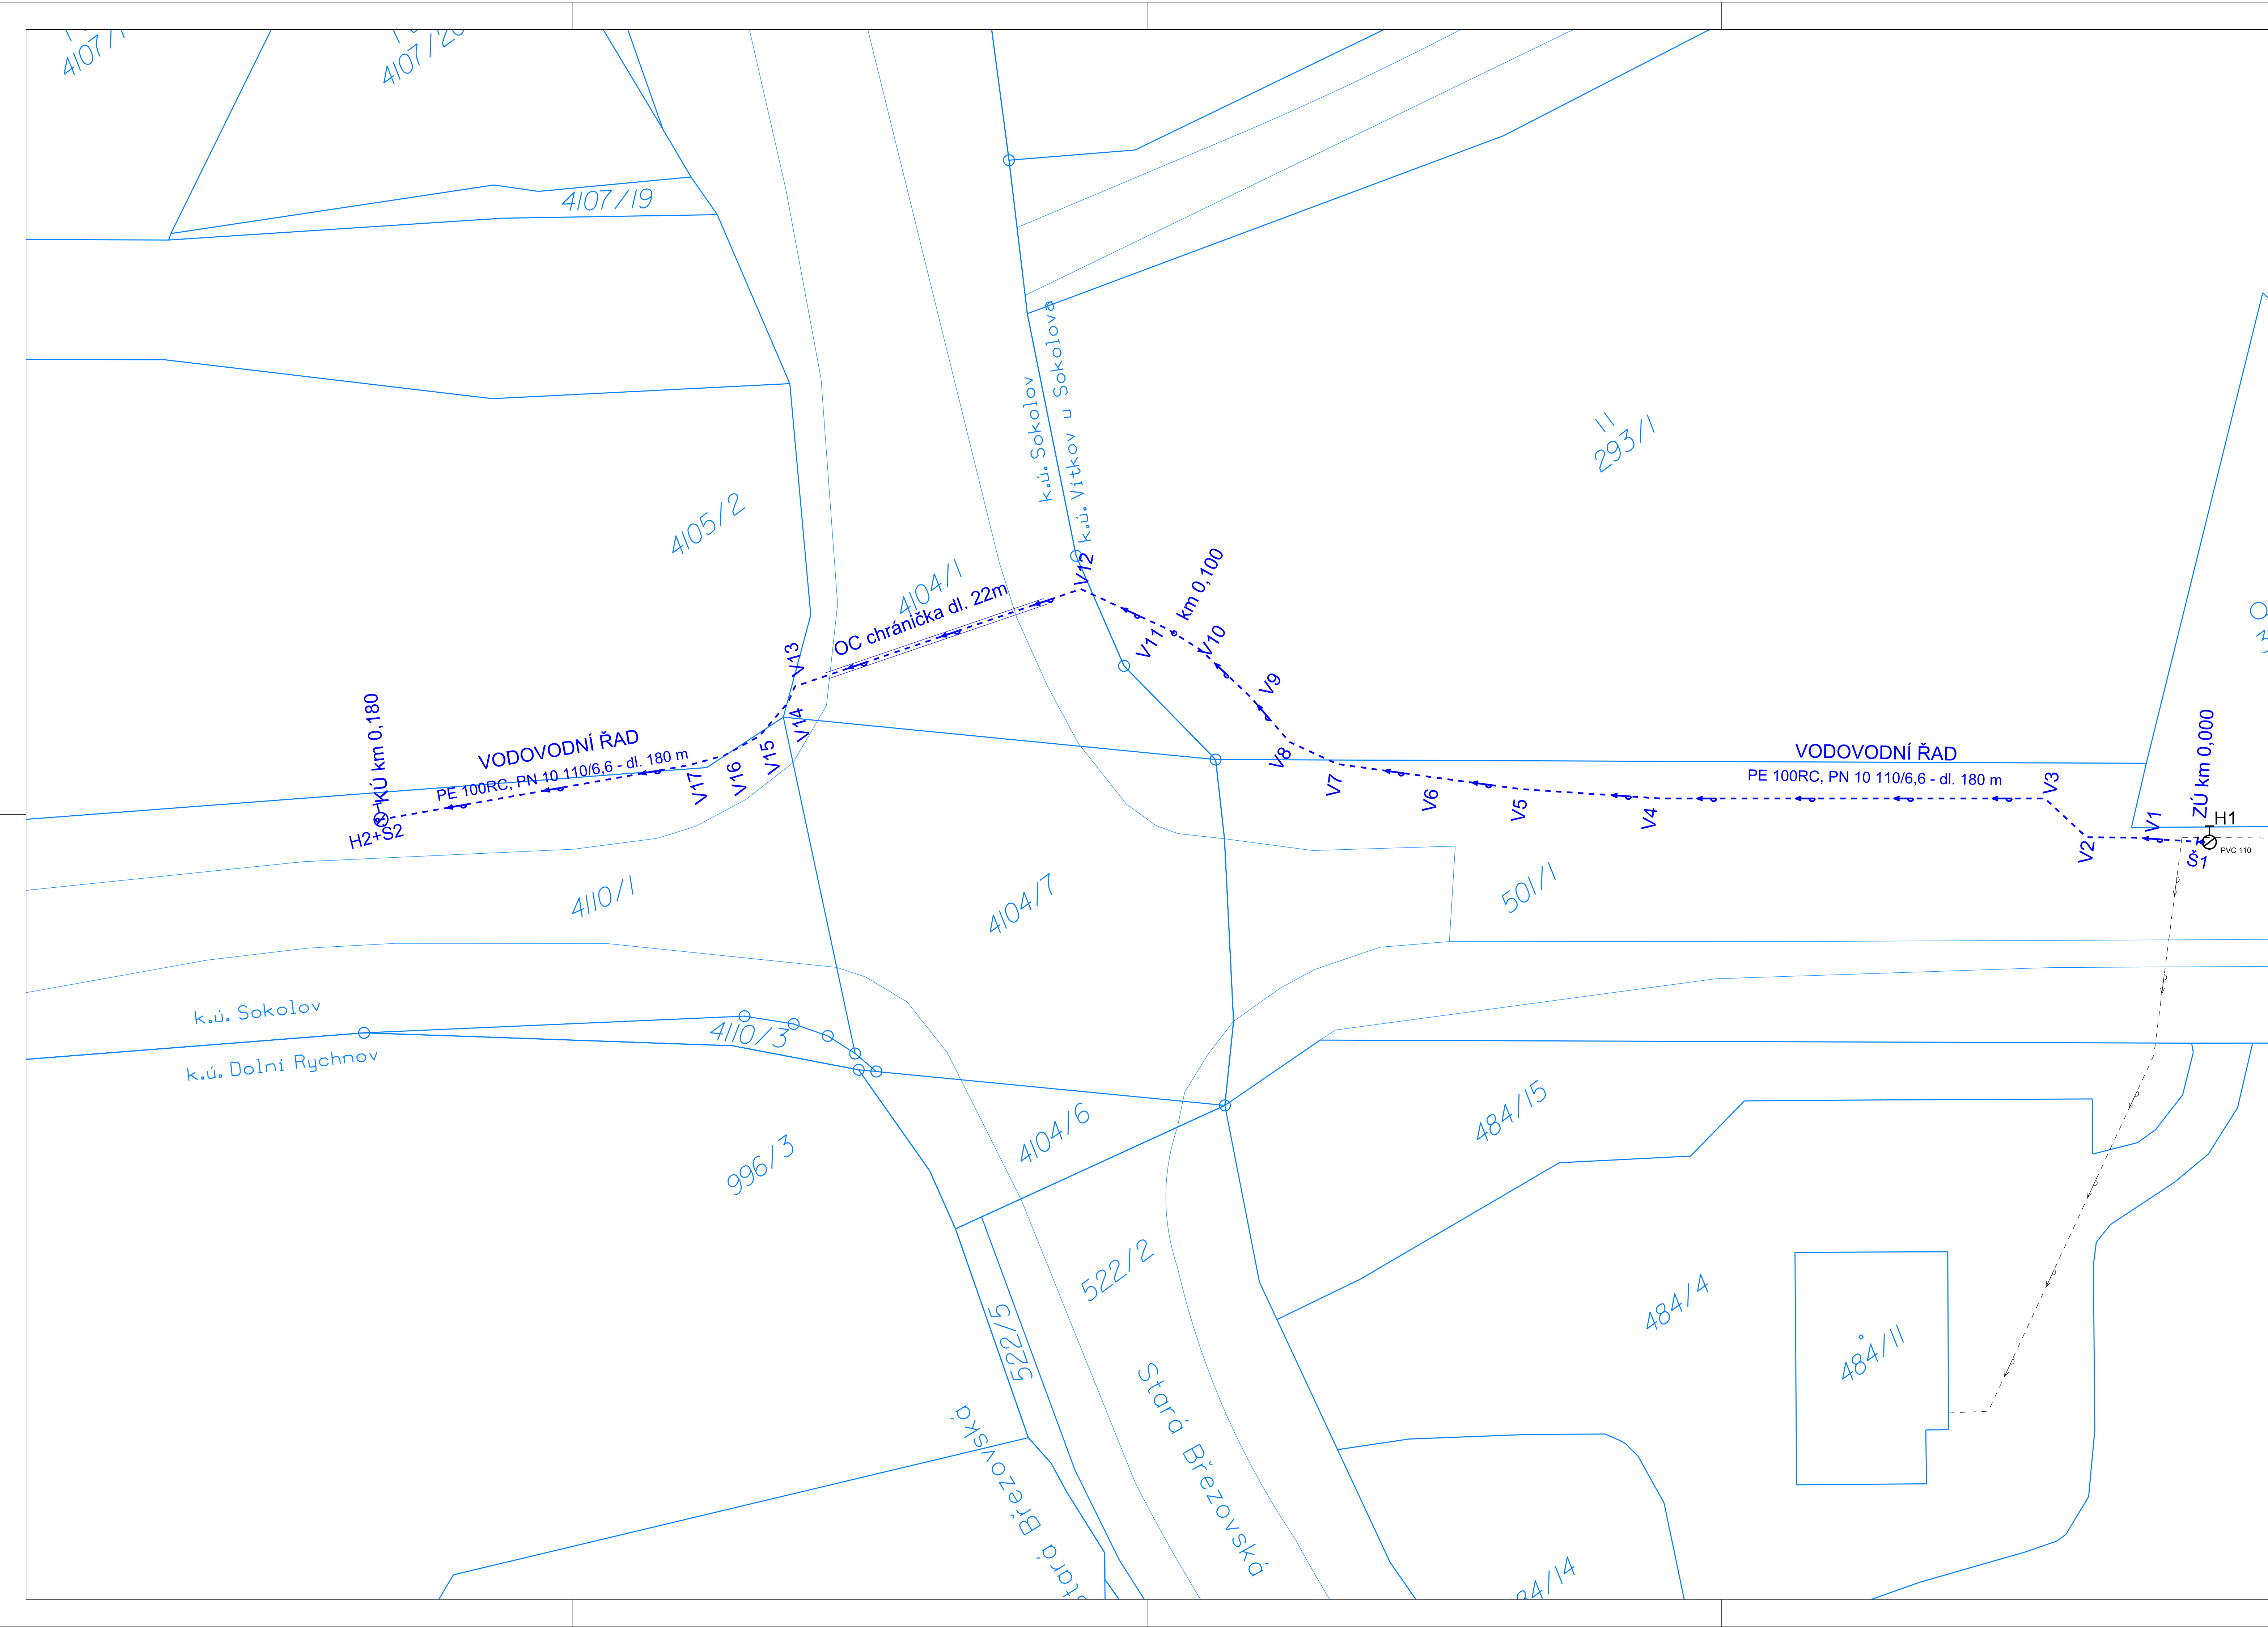 4107/20
4107/19
4105/2
4104/1
k.ú. Sokolov
k.ú. Vítkov u Sokolova
11
293/1
V12
km 0,100
V11
V10
V9
V8
V7
V6
V5
V4
V3
V2
V1
OC chránička dl. 22m
V13
V14
V15
V16
V17
KÚ km 0,180
VODOVODNÍ ŘAD
PE 100RC, PN 10 110/6,6 - dl. 180 m
H2+S2
VODOVODNÍ ŘAD
PE 100RC, PN 10 110/6,6 - dl. 180 m
ZÚ km 0,000
H1
PVC 110
Š1
4110/1
4104/7
501/1
k.ú. Sokolov
k.ú. Dolní Rychnov
4110/3
4104/6
996/3
484/15
522/2
522/5
484/4
484/11
Stará Březovská
Stará Březovská